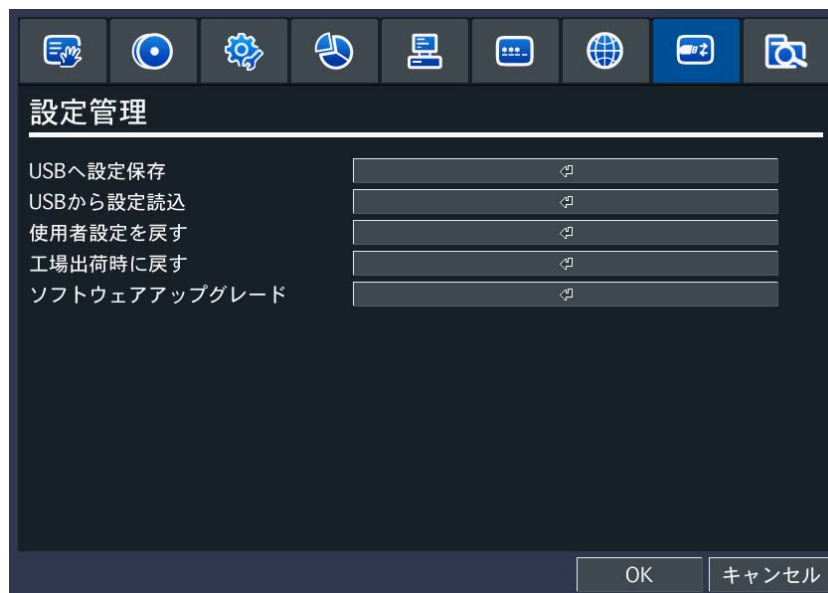 設定管理
USBへ設定保存
USBから設定読込
使用者設定を戻す
工場出荷時に戻す
ソフトウェアアップグレード
OK
キャンセル